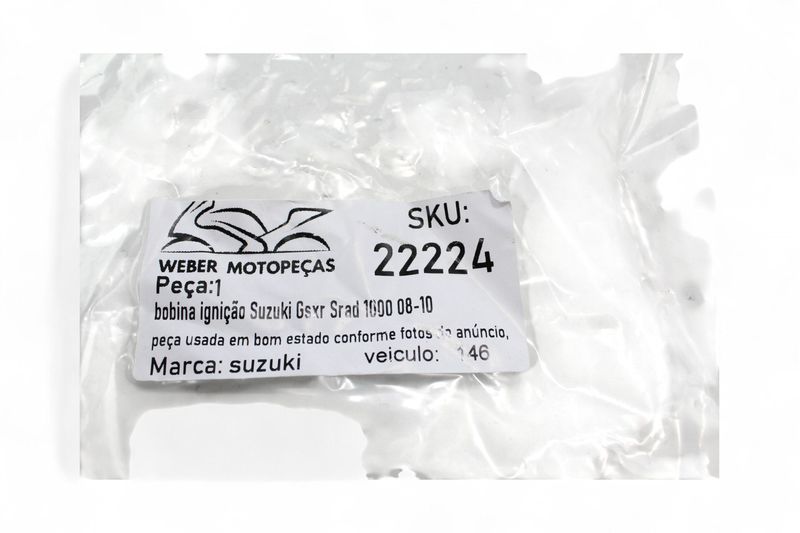 WEBER MOTOPEÇAS
SKU:
22224
Peça:1
bobina ignição Suzuki Gsxr Srad 1000 08-10
peça usada em bom estado conforme fotos do anúncio,
Marca: suzuki
veiculo: